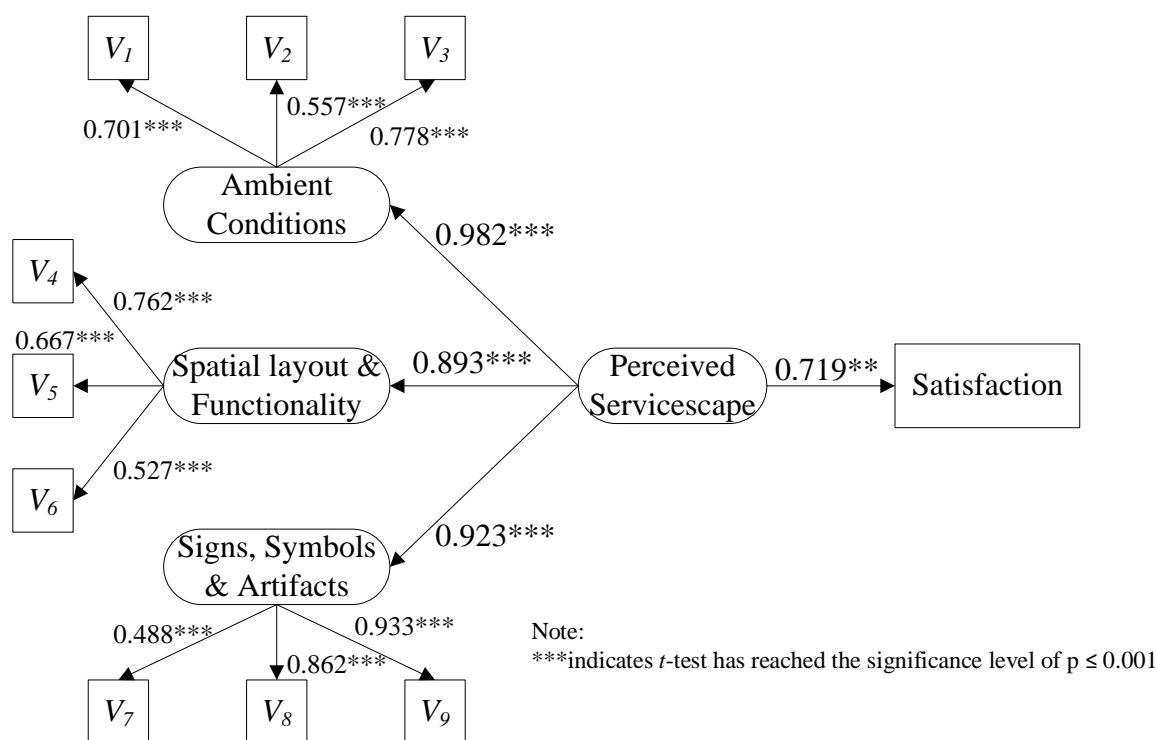 V1
V2
V3
0.701***
0.557***
0.778***
Ambient
Conditions
0.982***
V4
0.762***
0.667***
V5
Spatial layout &
Functionality
0.893***
Perceived
Servicescape
0.719**
Satisfaction
V6
0.527***
0.923***
Signs, Symbols
& Artifacts
0.488***
0.862***
0.933***
V7
V8
V9
Note:
***indicates t-test has reached the significance level of p ≤ 0.001